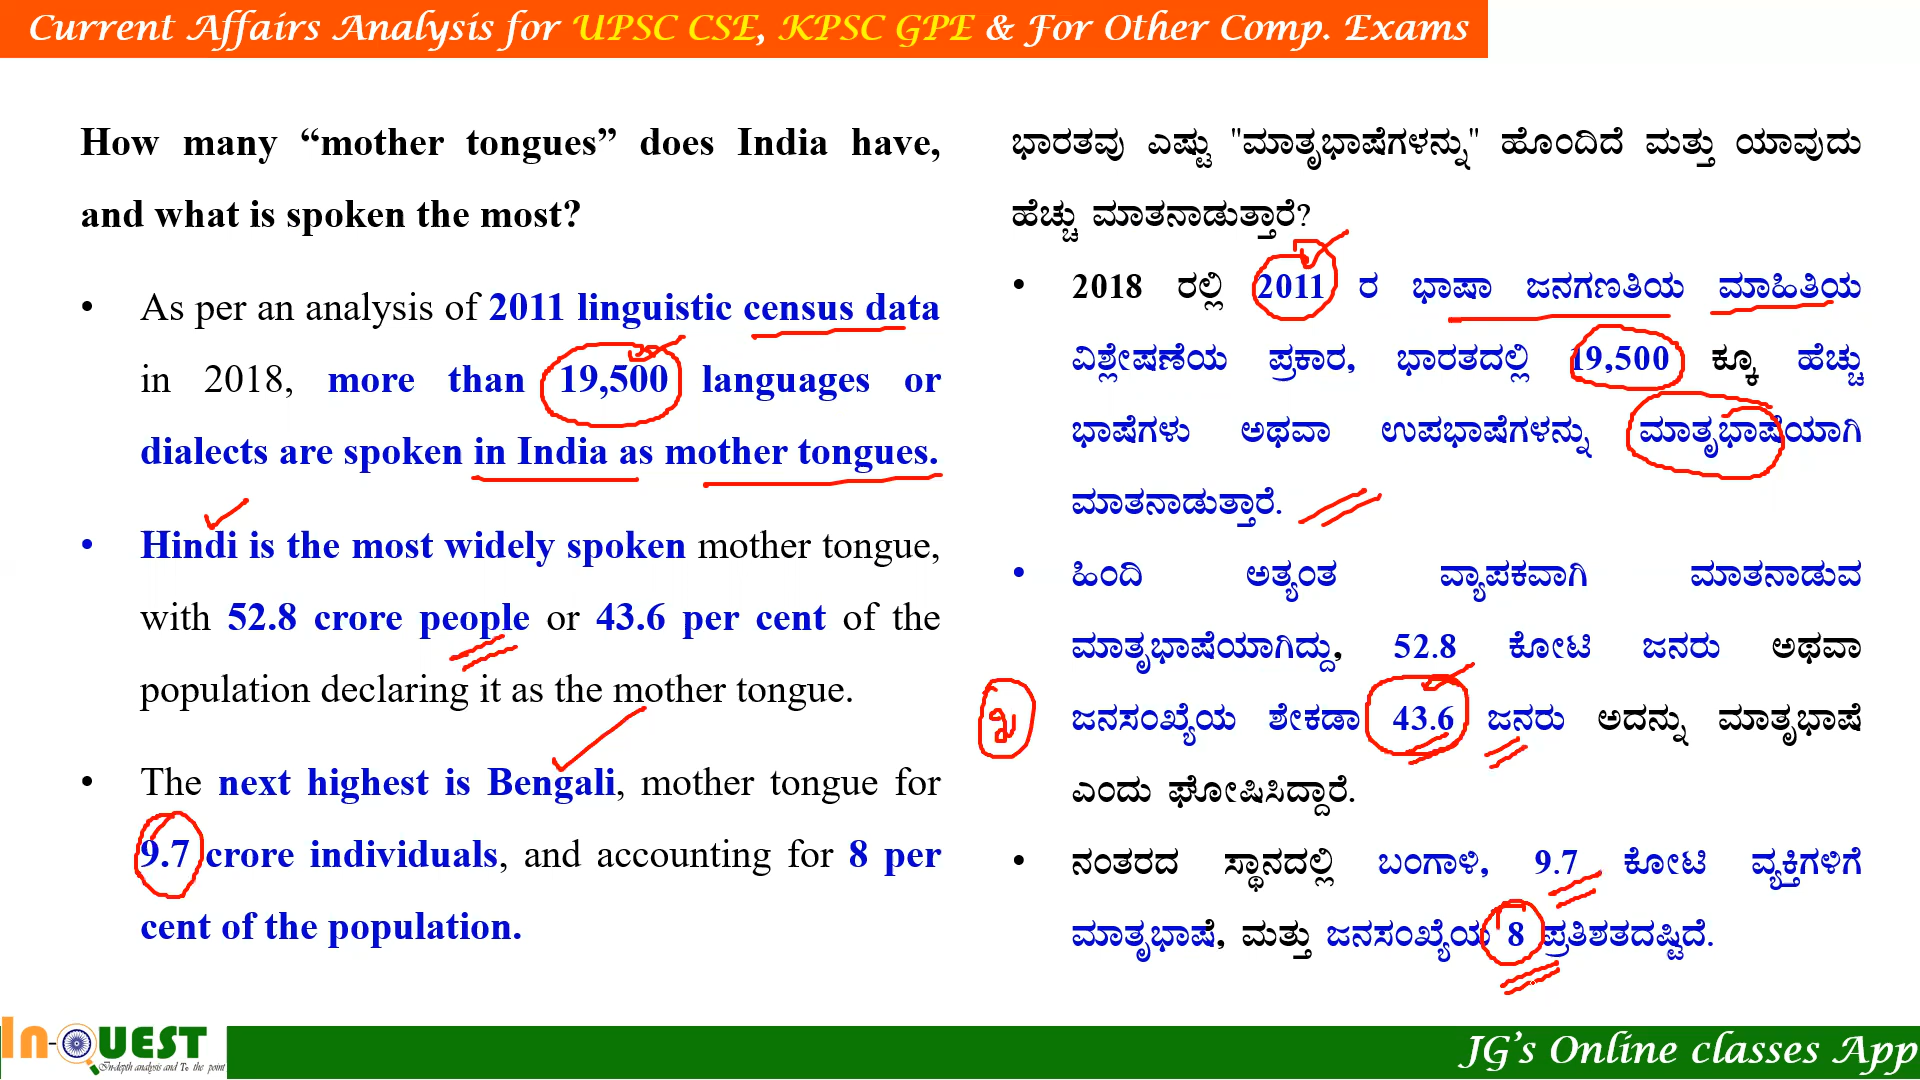 Current Affairs Analysis for UPSC CSE, KPSC GPE & For Other Comp. Exams
How many “mother tongues” does India have,
and what is spoken the most?
• As per an analysis of 2011 linguistic census data
in 2018, more than 19,500 languages or
dialects are spoken in India as mother tongues.
• Hindi is the most widely spoken mother tongue,
with 52.8 crore people or 43.6 per cent of the
population declaring it as the mother tongue.
• The next highest is Bengali, mother tongue for
9.7 crore individuals, and accounting for 8 per
cent of the population.
ಭಾರತವು ಎಷ್ಟು "ಮಾತೃಭಾಷೆಗಳನ್ನು" ಹೊಂದಿದೆ ಮತ್ತು ಯಾವುದು
ಹೆಚ್ಚು ಮಾತನಾಡುತ್ತಾರೆ?
• 2018 ರಲ್ಲಿ 2011 ರ ಭಾಷಾ ಜನಗಣತಿಯ ಮಾಹಿತಿಯ
ವಿಶ್ಲೇಷಣೆಯ ಪ್ರಕಾರ, ಭಾರತದಲ್ಲಿ 19,500 ಕ್ಕೂ ಹೆಚ್ಚು
ಭಾಷೆಗಳು ಅಥವಾ ಉಪಭಾಷೆಗಳನ್ನು ಮಾತೃಭಾಷೆಯಾಗಿ
ಮಾತನಾಡುತ್ತಾರೆ.
• ಹಿಂದಿ ಅತ್ಯಂತ ವ್ಯಾಪಕವಾಗಿ ಮಾತನಾಡುವ
ಮಾತೃಭಾಷೆಯಾಗಿದ್ದು, 52.8 ಕೋಟಿ ಜನರು ಅಥವಾ
ಜನಸಂಖ್ಯೆಯ ಶೇಕಡಾ 43.6 ಜನರು ಅದನ್ನು ಮಾತೃಭಾಷೆ
ಎಂದು ಘೋಷಿಸಿದ್ದಾರೆ.
• ನಂತರದ ಸ್ಥಾನದಲ್ಲಿ ಬಂಗಾಳಿ, 9.7 ಕೋಟಿ ವ್ಯಕ್ತಿಗಳಿಗೆ
ಮಾತೃಭಾಷೆ, ಮತ್ತು ಜನಸಂಖ್ಯೆಯ 8 ಪ್ರತಿಶತದಷ್ಟಿದೆ.
In-QUEST
In-depth analysis and To the point
JG's Online classes App